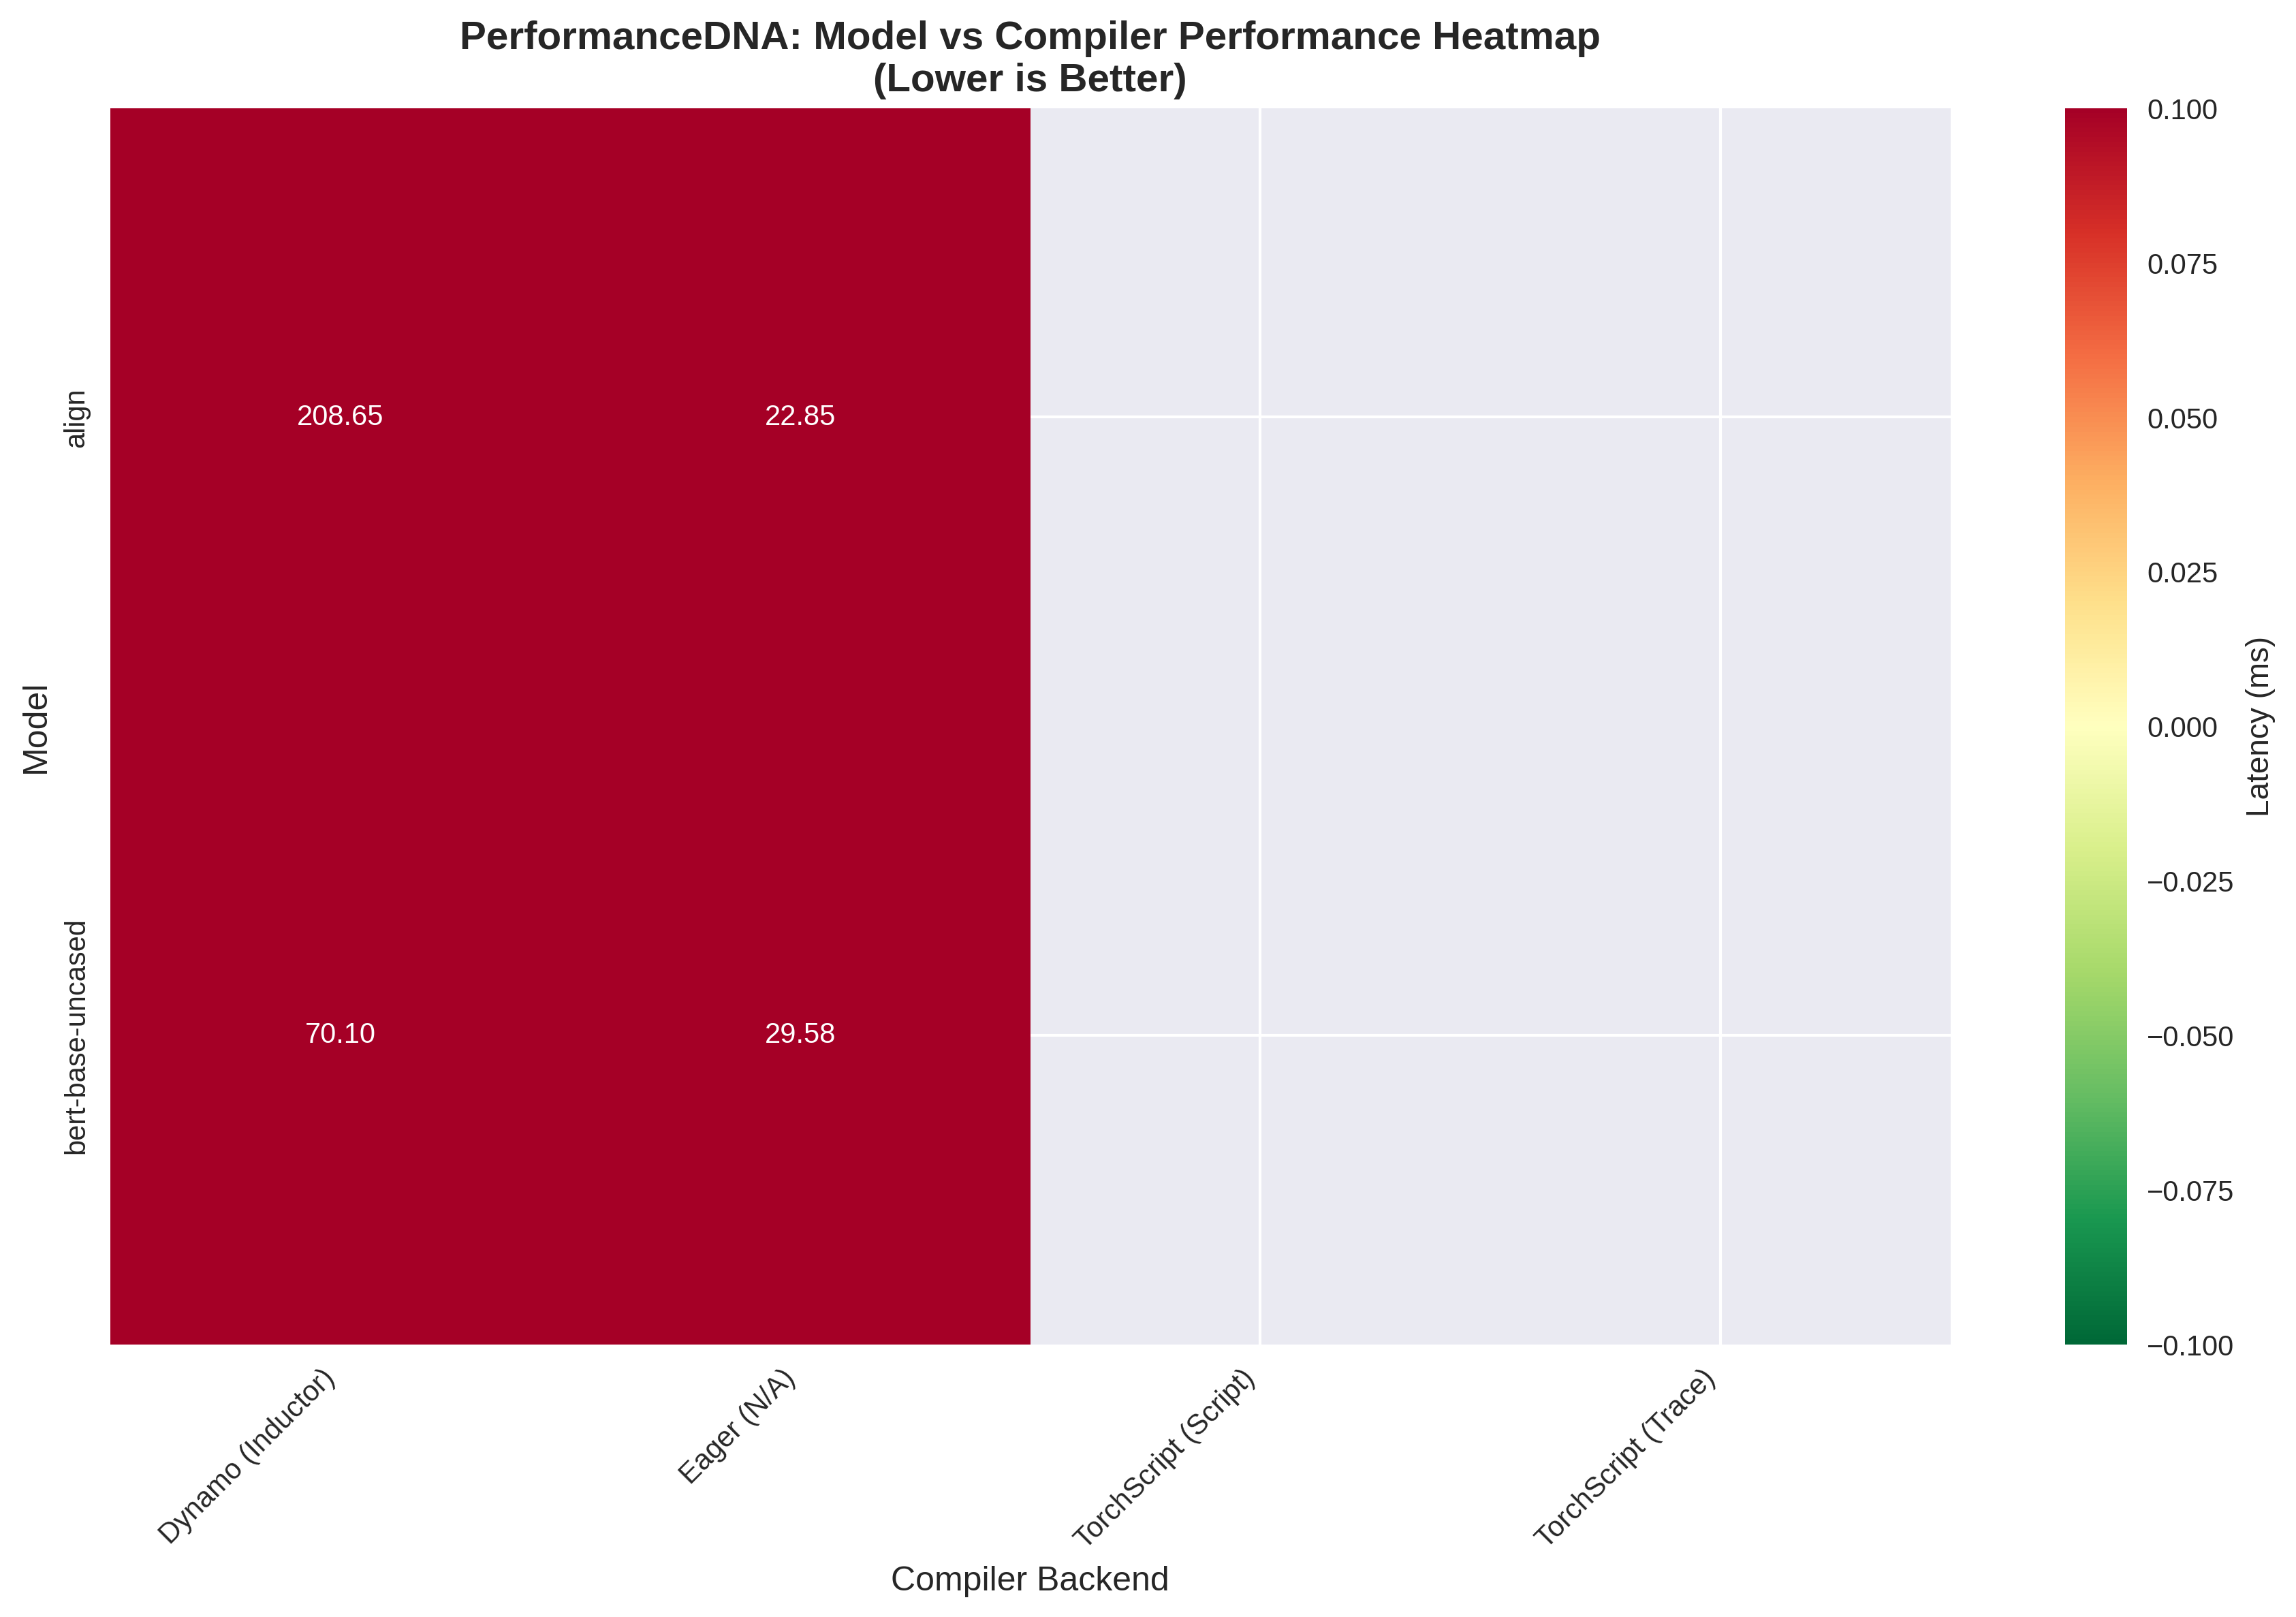 PerformanceDNA: Model vs Compiler Performance Heatmap
(Lower is Better)
Model
align
bert-base-uncased
208.65
22.85
70.10
29.58
Dynamo (Inductor)
Eager (N/A)
TorchScript (Script)
TorchScript (Trace)
Compiler Backend
0.100
0.075
0.050
0.025
0.000
−0.025
−0.050
−0.075
−0.100
Latency (ms)